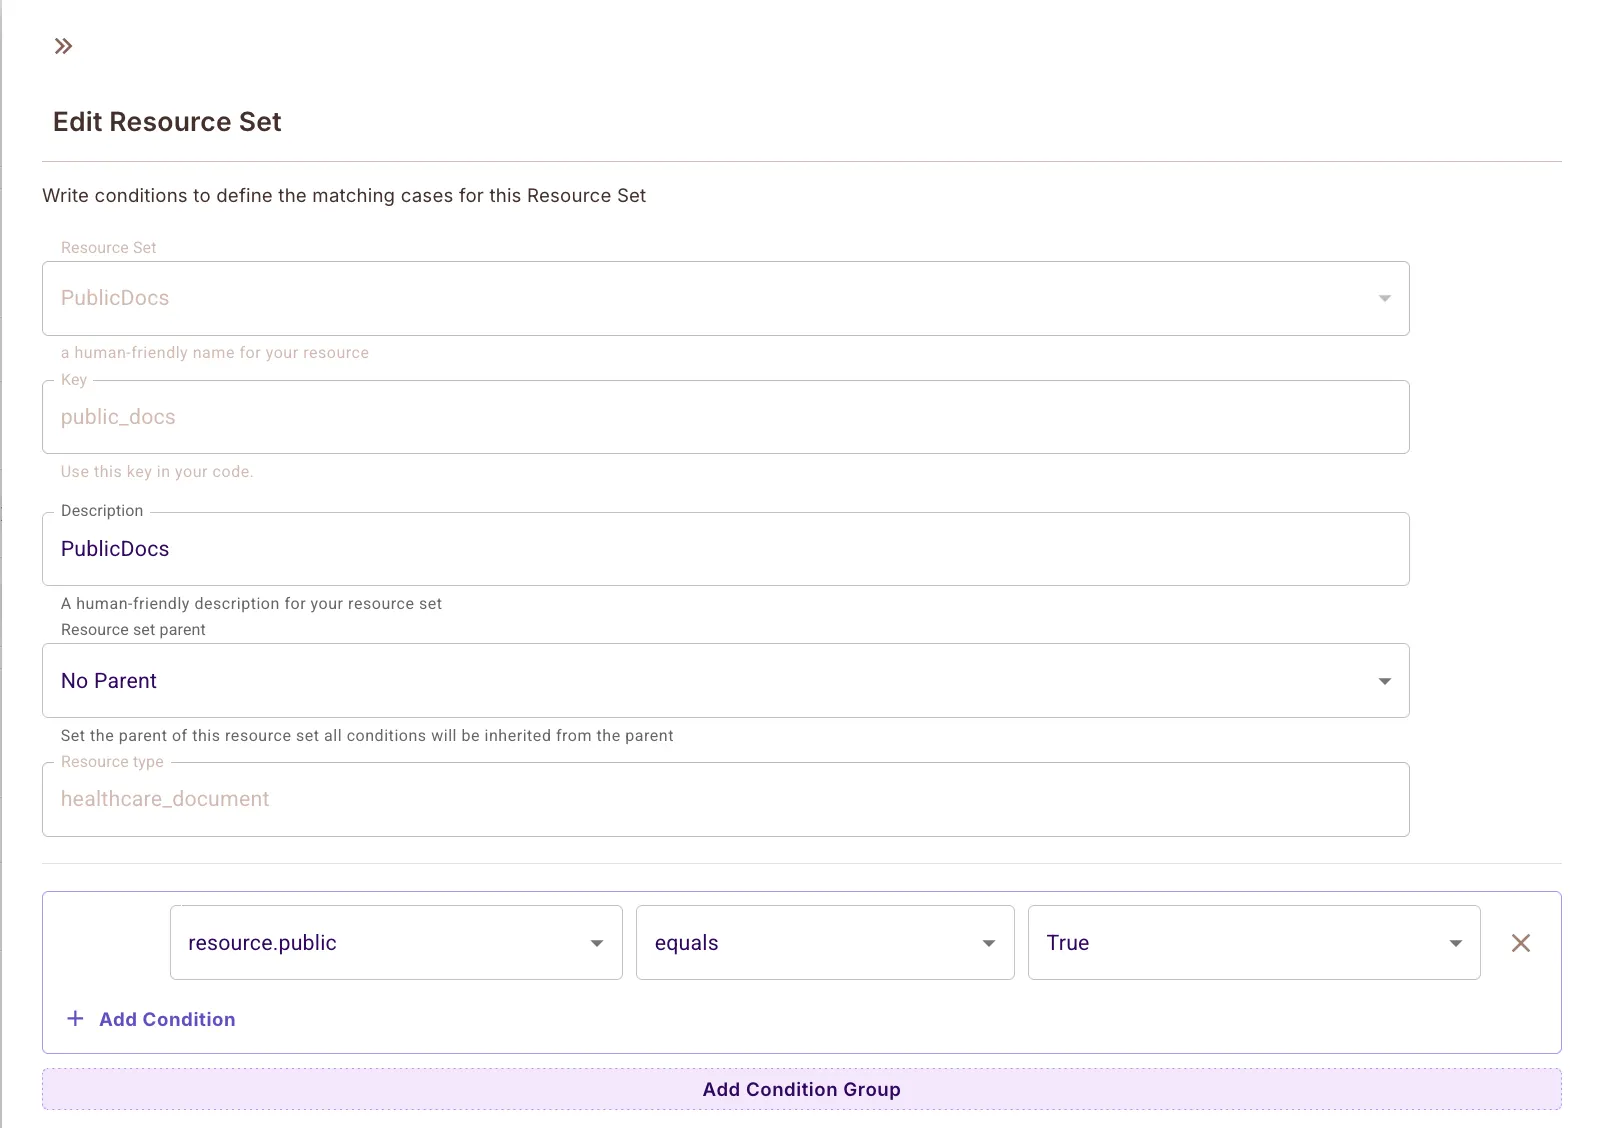 Edit Resource Set
Write conditions to define the matching cases for this Resource Set
Resource Set
PublicDocs
a human-friendly name for your resource
Key
public_docs
Use this key in your code.
Description
PublicDocs
A human-friendly description for your resource set
Resource set parent
No Parent
Set the parent of this resource set all conditions will be inherited from the parent
Resource type
healthcare_document
resource.public equals True
+ Add Condition
Add Condition Group